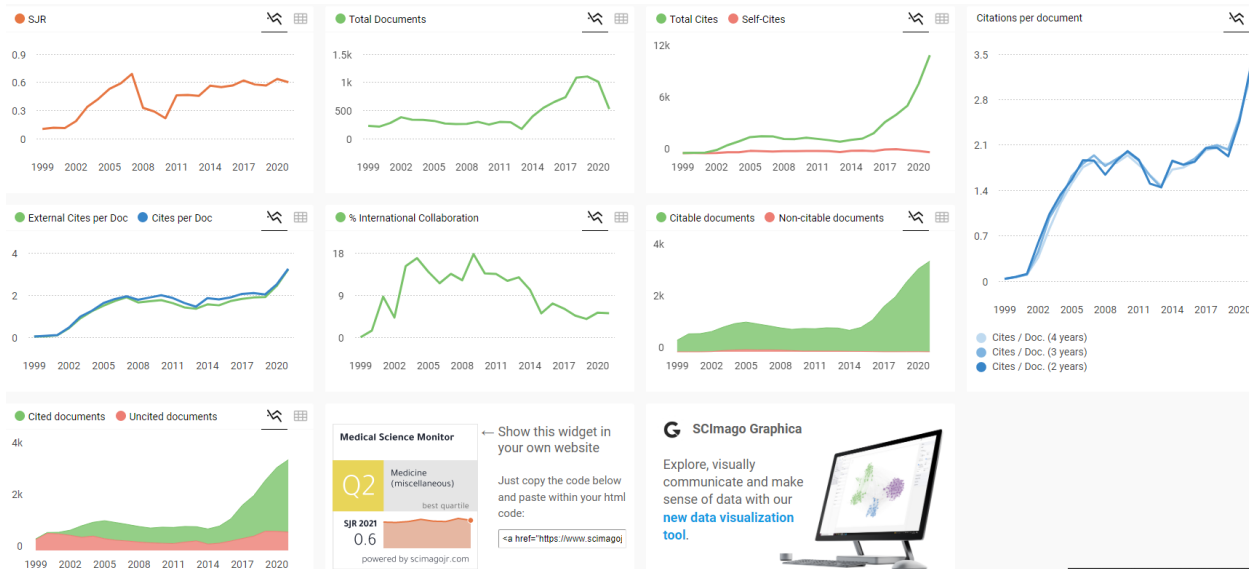 SJR
0.9
0.6
0.3
0
1999 2002 2005 2008 2011 2014 2017 2020
Total Documents
1.5k
1k
500
0
1999 2002 2005 2008 2011 2014 2017 2020
Total Cites Self-Cites
12k
6k
0
1999 2002 2005 2008 2011 2014 2017 2020
Citations per document
3.5
2.8
2.1
1.4
0.7
0
1999 2002 2005 2008 2011 2014 2017 2020
Cites / Doc. (4 years)
Cites / Doc. (3 years)
Cites / Doc. (2 years)
External Cites per Doc Cites per Doc
4
2
0
1999 2002 2005 2008 2011 2014 2017 2020
% International Collaboration
18
9
0
1999 2002 2005 2008 2011 2014 2017 2020
Citable documents Non-citable documents
4k
2k
0
1999 2002 2005 2008 2011 2014 2017 2020
Cited documents Uncited documents
4k
2k
0
1999 2002 2005 2008 2011 2014 2017 2020
Medical Science Monitor
Q2
Medicine
(miscellaneous)
best quartile
SJR 2021
0.6
powered by scimagojr.com
← Show this widget in
your own website
Just copy the code below
and paste within your html
code:
<a href="https://www.scimagoj
SCImago Graphica
Explore, visually
communicate and make
sense of data with our
new data visualization
tool.